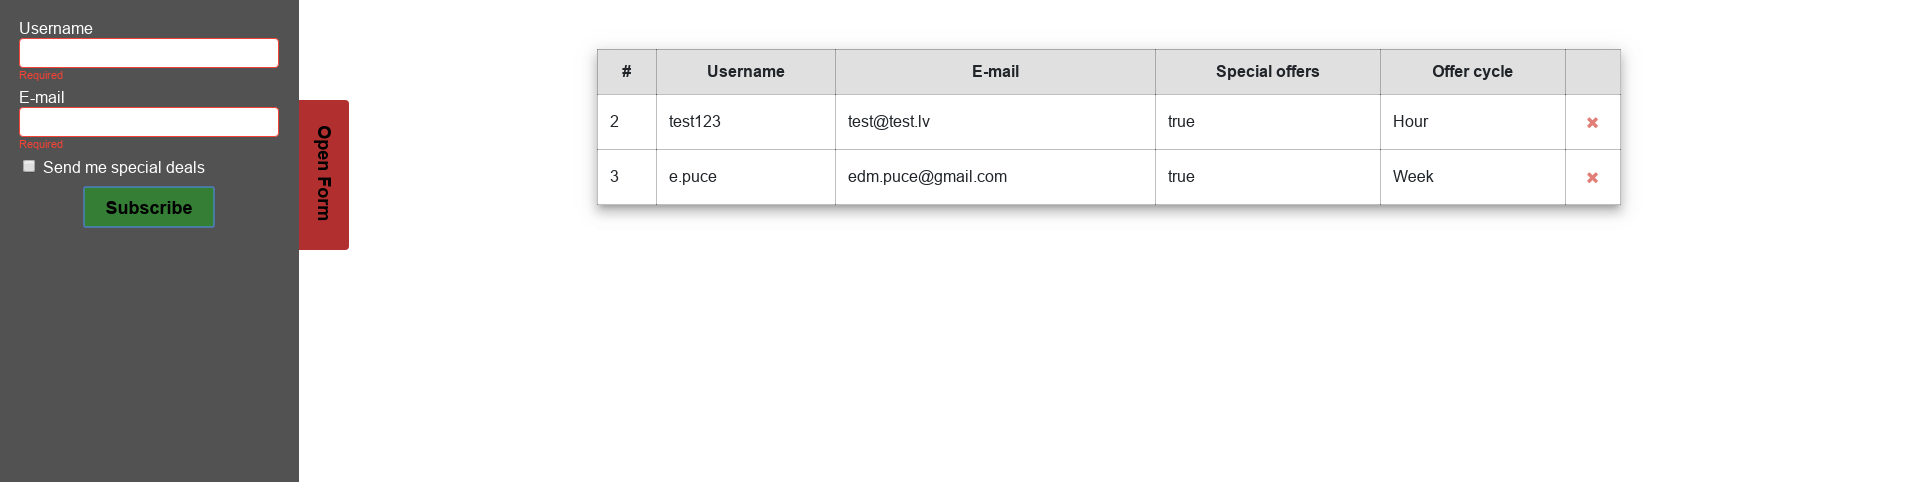 Username
Required
E-mail
Required
Send me special deals
Subscribe
Open Form
# Username E-mail Special offers Offer cycle
2 test123 test@test.lv true Hour
3 e.puce edm.puce@gmail.com true Week